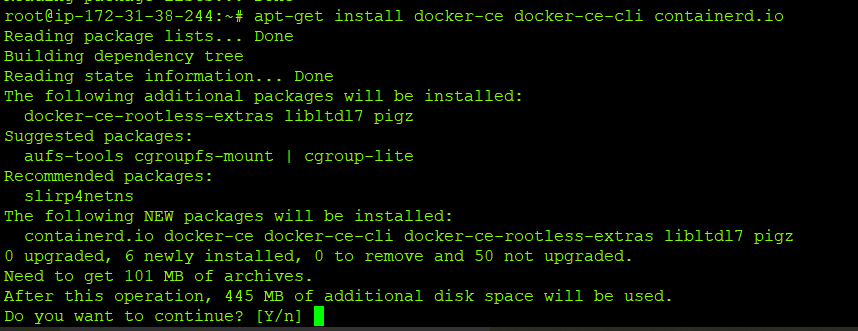 Reading package lists... Done
root@ip-172-31-38-244:~# apt-get install docker-ce docker-ce-cli containerd.io
Reading package lists... Done
Building dependency tree
Reading state information... Done
The following additional packages will be installed:
  docker-ce-rootless-extras libltdl7 pigz
Suggested packages:
  aufs-tools cgroupfs-mount | cgroup-lite
Recommended packages:
  slirp4netns
The following NEW packages will be installed:
  containerd.io docker-ce docker-ce-cli docker-ce-rootless-extras libltdl7 pigz
0 upgraded, 6 newly installed, 0 to remove and 50 not upgraded.
Need to get 101 MB of archives.
After this operation, 445 MB of additional disk space will be used.
Do you want to continue? [Y/n]